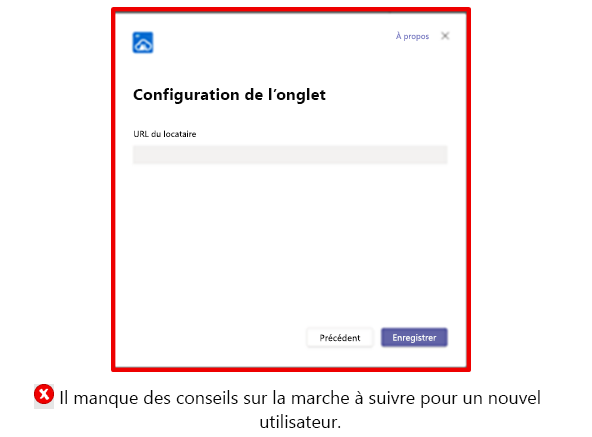 À propos
Configuration de l’onglet
URL du locataire
Précédent
Enregistrer
Il manque des conseils sur la marche à suivre pour un nouvel
utilisateur.